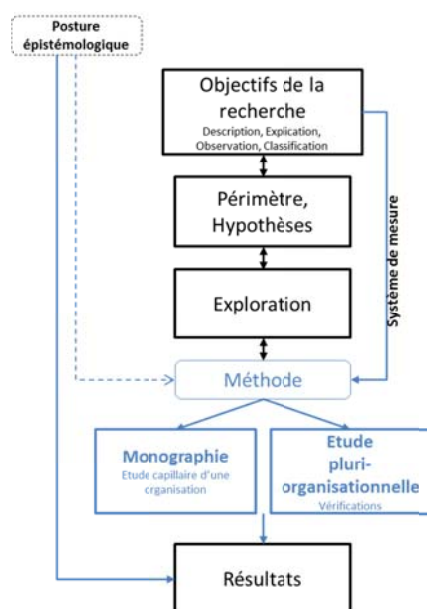 Posture
épistémologique
Objectifs de la
recherche
Description, Expication,
Observation, Classification
Périmètre,
Hypothèses
Système de mesure
Exploration
Méthode
Monographie
Etude capillaire d'une
organisation
Etude
pluri-
organisationnelle
Vérifications
Résultats